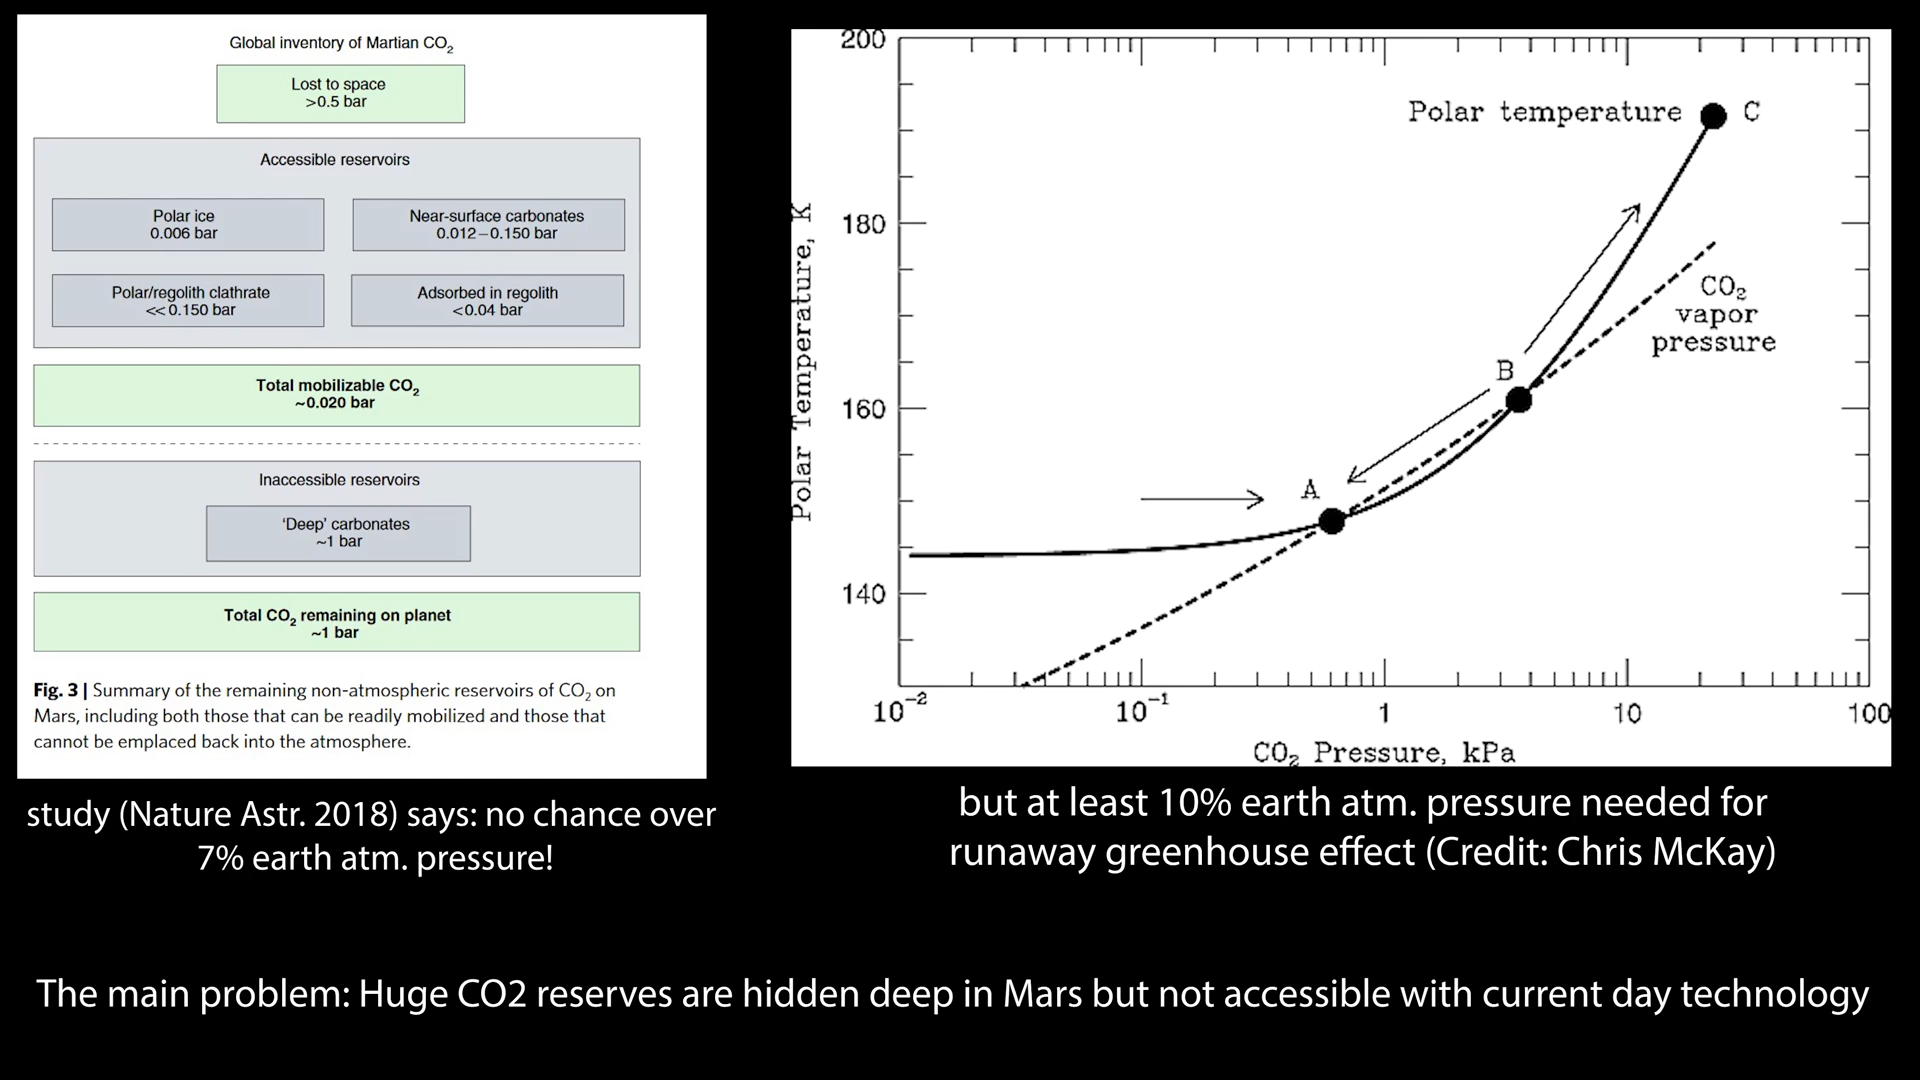 Global inventory of Martian CO₂
Lost to space
>0.5 bar
Accessible reservoirs
Polar ice
0.006 bar
Near-surface carbonates
0.012–0.150 bar
Polar/regolith clathrate
<<0.150 bar
Adsorbed in regolith
<0.04 bar
Total mobilizable CO₂
~0.020 bar
Inaccessible reservoirs
'Deep' carbonates
~1 bar
Total CO₂ remaining on planet
~1 bar
Fig. 3 | Summary of the remaining non-atmospheric reservoirs of CO₂ on
Mars, including both those that can be readily mobilized and those that
cannot be emplaced back into the atmosphere.
study (Nature Astr. 2018) says: no chance over
7% earth atm. pressure!
200
180
160
140
Polar Temperature, K
Polar temperature C
CO₂
vapor
pressure
B
A
10⁻² 10⁻¹ 1 10 100
CO₂ Pressure, kPa
but at least 10% earth atm. pressure needed for
runaway greenhouse effect (Credit: Chris McKay)
The main problem: Huge CO2 reserves are hidden deep in Mars but not accessible with current day technology